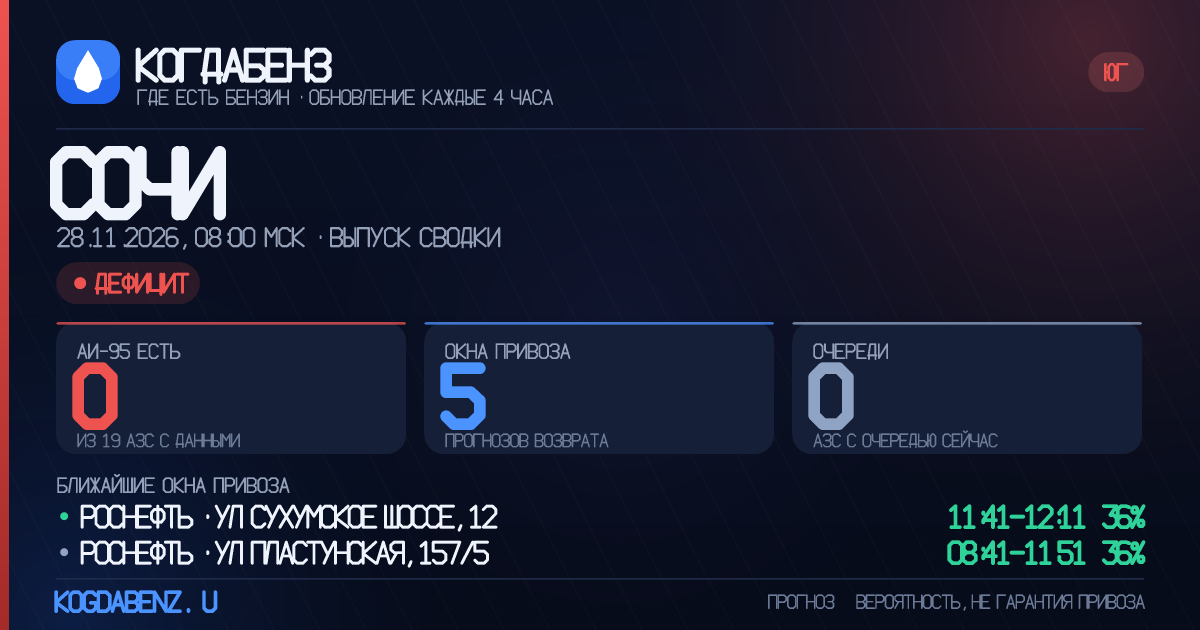 КОГДАБЕНЗ
ГДЕ ЕСТЬ БЕНЗИН · ОБНОВЛЕНИЕ КАЖДЫЕ 4 ЧАСА
ЮГ
СОЧИ
28.11.2026, 08:00 МСК · ВЫПУСК СВОДКИ
• ДЕФИЦИТ
АИ-95 ЕСТЬ
0
ИЗ 19 АЗС С ДАННЫМИ
ОКНА ПРИВОЗА
5
ПРОГНОЗОВ ВОЗВРАТА
ОЧЕРЕДИ
0
АЗС С ОЧЕРЕДЬЮ СЕЙЧАС
БЛИЖАЙШИЕ ОКНА ПРИВОЗА
• РОСНЕФТЬ · УЛ СУХУМСКОЕ ШОССЕ, 12 11:41-12:11 36%
• РОСНЕФТЬ · УЛ ПЛАСТУНСКАЯ, 157/5 08:41-11:51 36%
KOGDABENZ. U
ПРОГНОЗ ВЕРОЯТНОСТЬ, НЕ ГАРАНТИЯ ПРИВОЗА